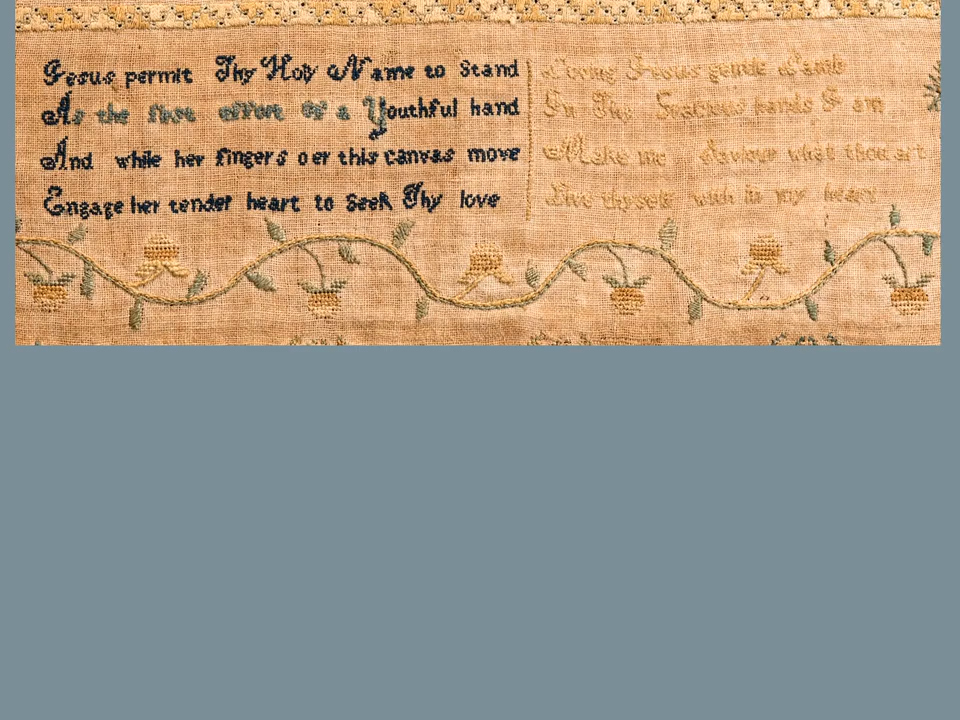 Jesus permit Thy Holy Name to Stand
As the first effort Of a Youthful hand
And while her fingers oer this canvas move
Engage her tender heart to Seek Thy love
Loving Jesus gentle Lamb
In Thy Gracious hands I am
Make me Saviour what thou art
Live thyself with in my heart